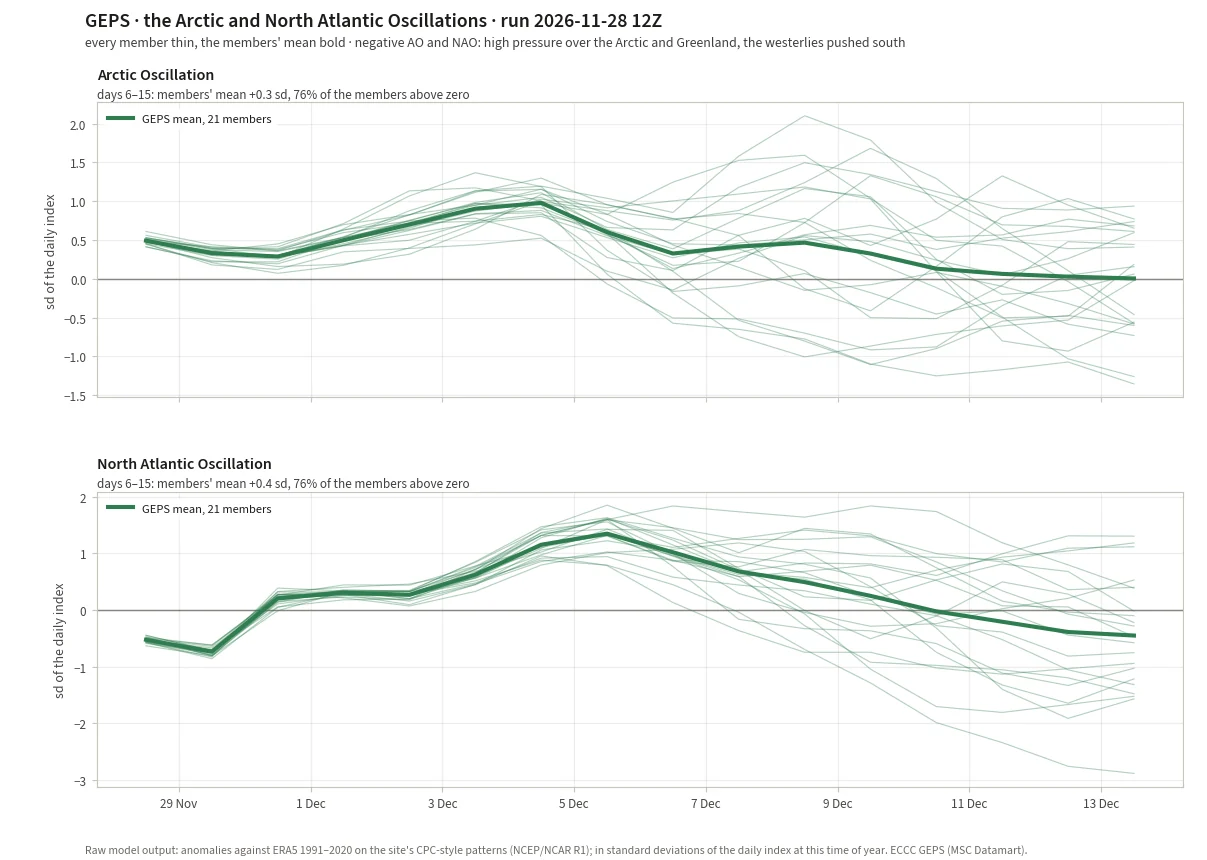 GEPS · the Arctic and North Atlantic Oscillations · run 2026-11-28 12Z
every member thin, the members' mean bold · negative AO and NAO: high pressure over the Arctic and Greenland, the westerlies pushed south
Arctic Oscillation
days 6–15: members' mean +0.3 sd, 76% of the members above zero
GEPS mean, 21 members
2.0
1.5
1.0
0.5
0.0
−0.5
−1.0
−1.5
sd of the daily index
North Atlantic Oscillation
days 6–15: members' mean +0.4 sd, 76% of the members above zero
GEPS mean, 21 members
2
1
0
−1
−2
−3
sd of the daily index
29 Nov 1 Dec 3 Dec 5 Dec 7 Dec 9 Dec 11 Dec 13 Dec
Raw model output: anomalies against ERA5 1991–2020 on the site's CPC-style patterns (NCEP/NCAR R1); in standard deviations of the daily index at this time of year. ECCC GEPS (MSC Datamart).